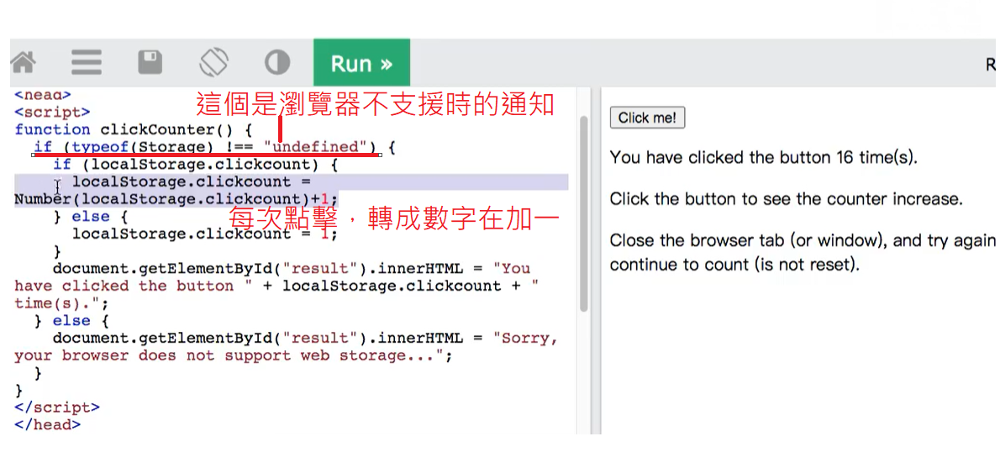 Run »
R
<head>
<script>
這個是瀏覽器不支援時的通知
function clickCounter() {
if (typeof(Storage) !== "undefined") {
if (localStorage.clickcount) {
localStorage.clickcount =
Number(localStorage.clickcount)+1;
每次點擊，轉成數字在加一
} else {
localStorage.clickcount = 1;
}
document.getElementById("result").innerHTML = "You
have clicked the button " + localStorage.clickcount + "
time(s).";
} else {
document.getElementById("result").innerHTML = "Sorry,
your browser does not support web storage...";
}
}
</script>
</head>
Click me!
You have clicked the button 16 time(s).
Click the button to see the counter increase.
Close the browser tab (or window), and try again
continue to count (is not reset).